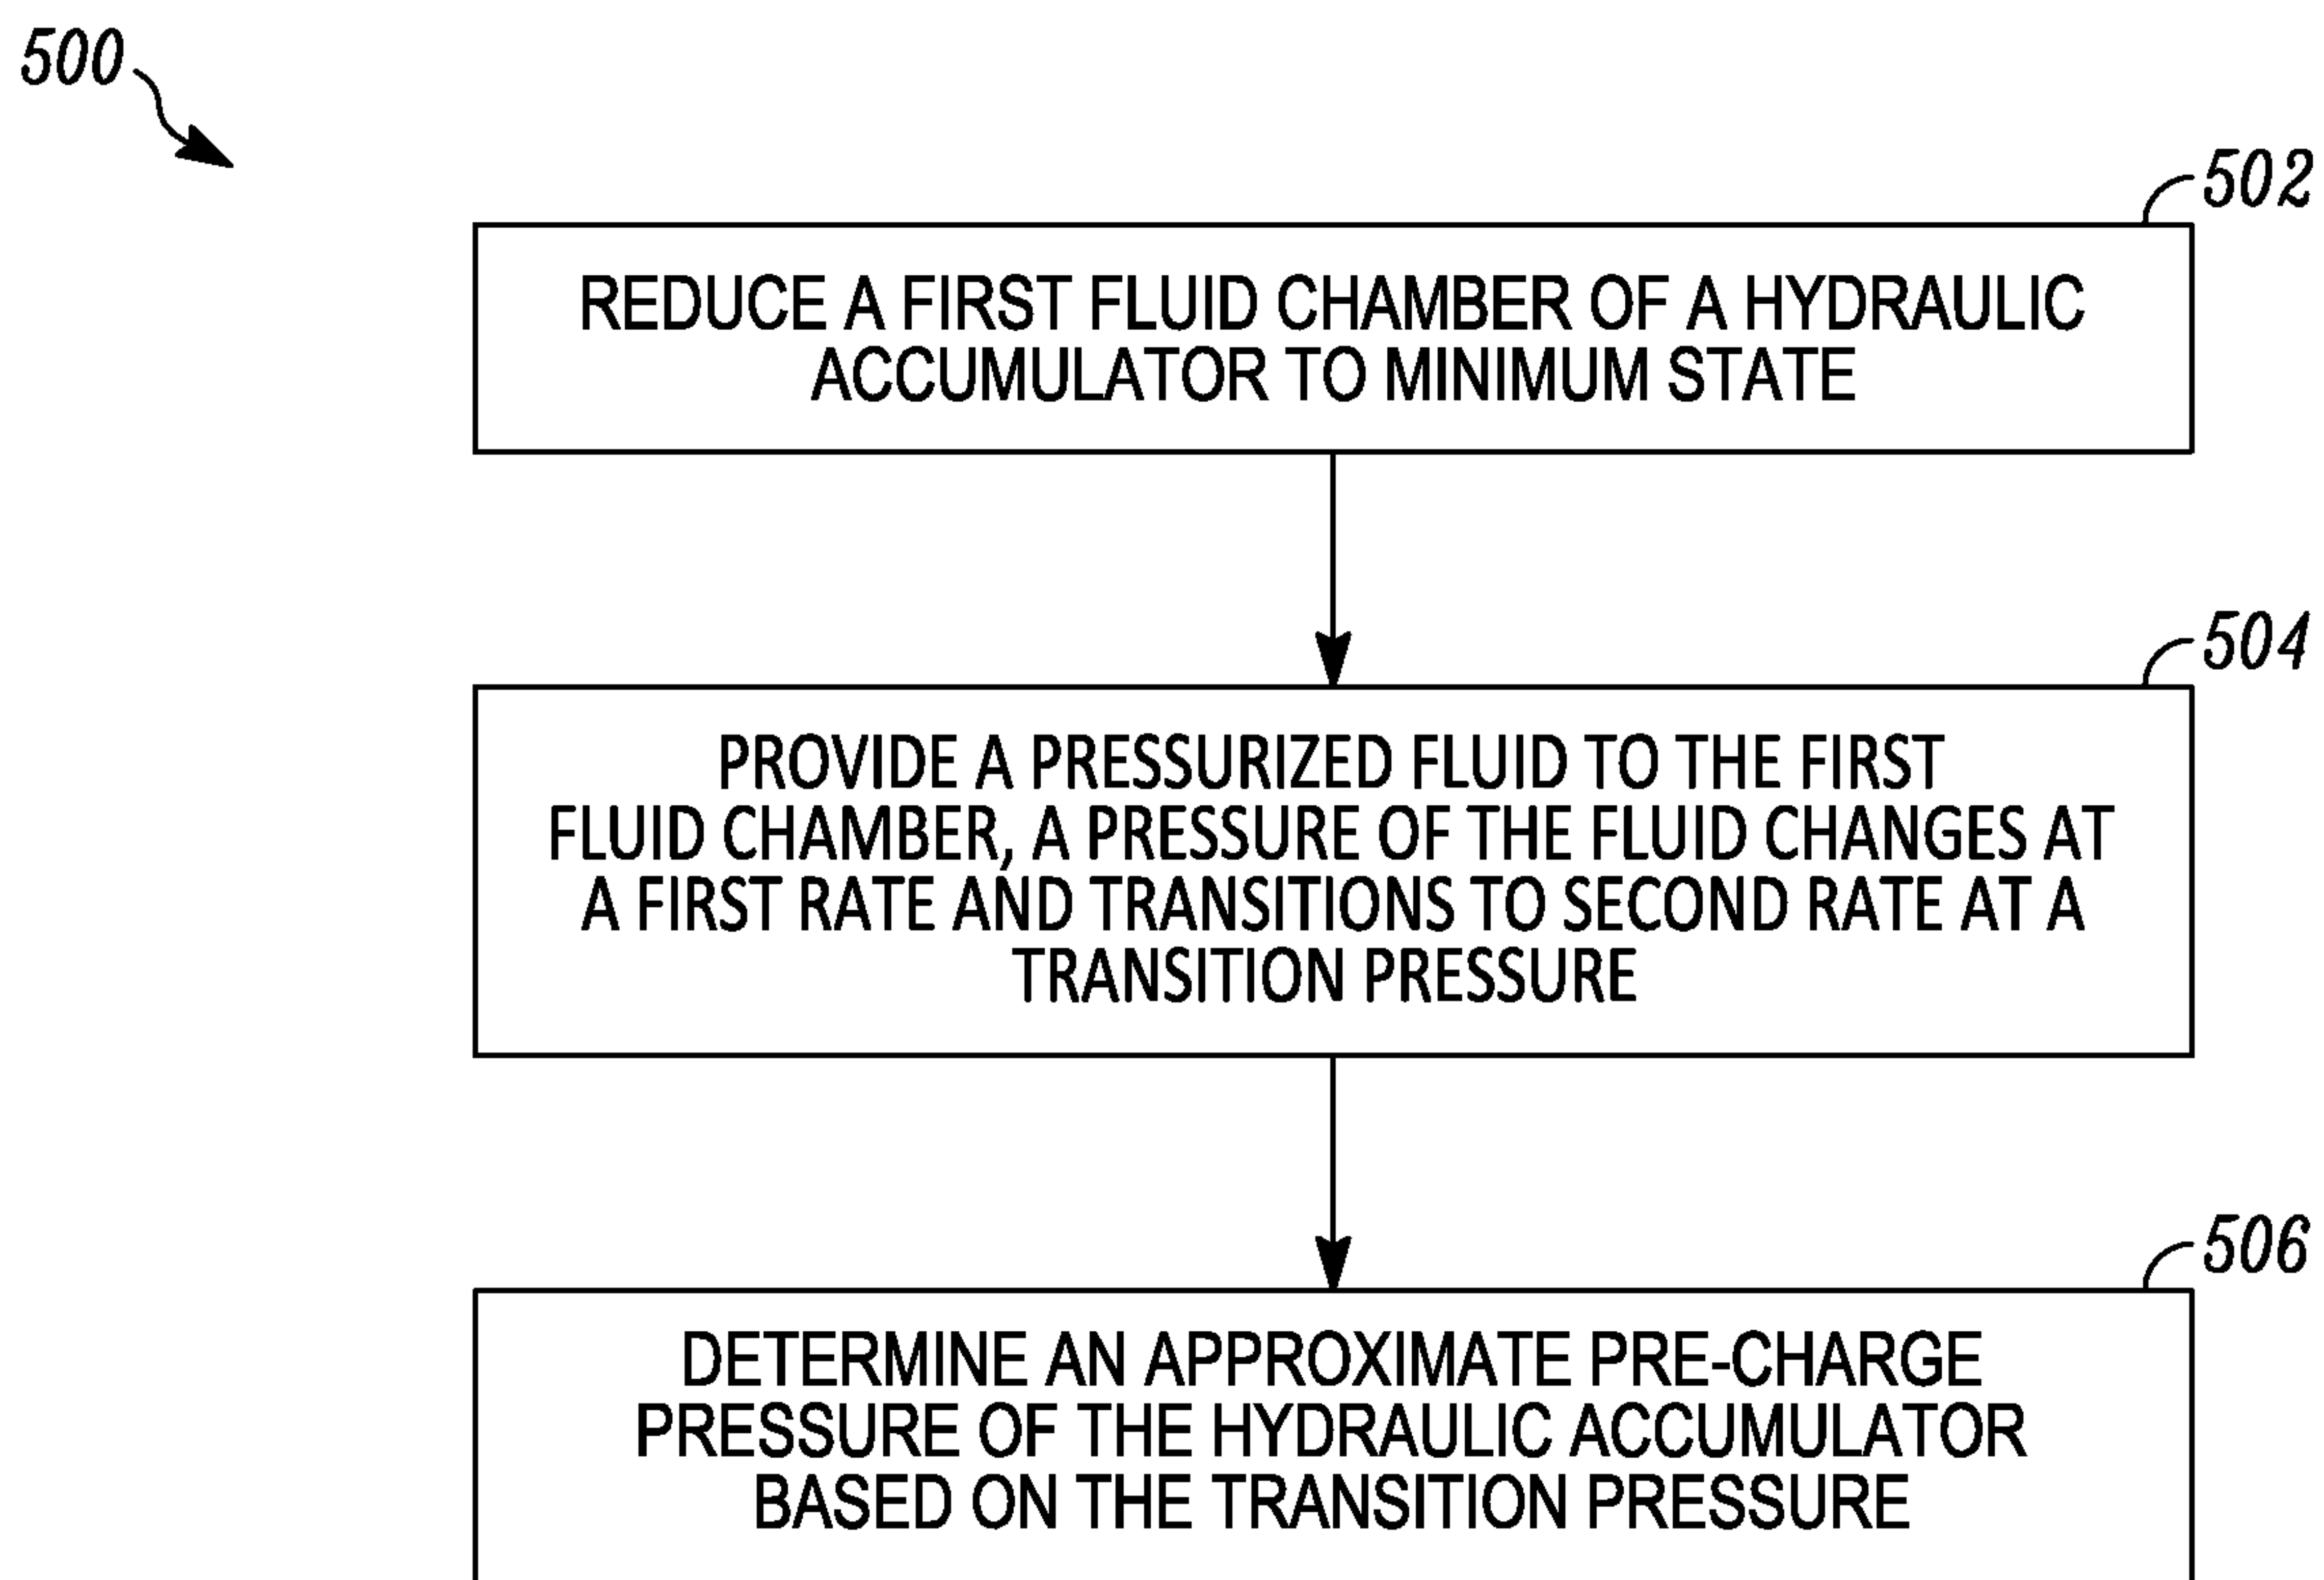 500
502
REDUCE A FIRST FLUID CHAMBER OF A HYDRAULIC
ACCUMULATOR TO MINIMUM STATE
504
PROVIDE A PRESSURIZED FLUID TO THE FIRST
FLUID CHAMBER, A PRESSURE OF THE FLUID CHANGES AT
A FIRST RATE AND TRANSITIONS TO SECOND RATE AT A
TRANSITION PRESSURE
506
DETERMINE AN APPROXIMATE PRE-CHARGE
PRESSURE OF THE HYDRAULIC ACCUMULATOR
BASED ON THE TRANSITION PRESSURE